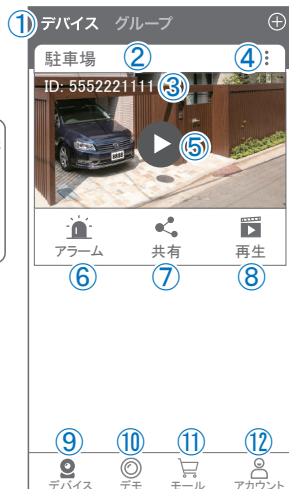 ① デバイス グループ ⊕
駐車場 ② ④
ID: 5552221111 ③
⑤
アラーム 共有 再生
⑥ ⑦ ⑧
⑨ ⑩ ⑪ ⑫
デバイス デモ モール アカウント